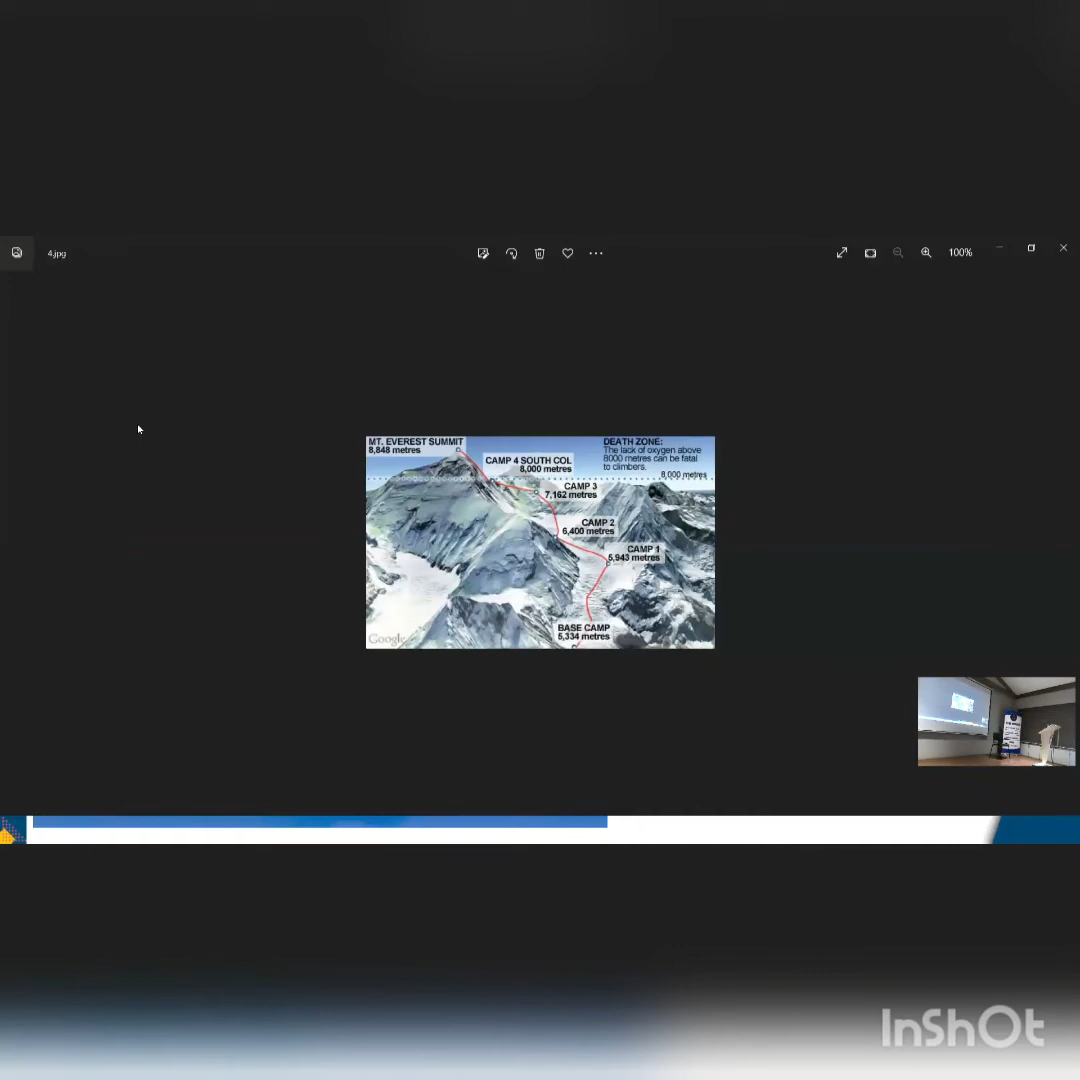 4.jpg
100%
MT. EVEREST SUMMIT
8,848 metres
DEATH ZONE:
The lack of oxygen above
8000 metres can be fatal
to climbers.
8,000 metres
CAMP 4 SOUTH COL
8,000 metres
CAMP 3
7,162 metres
CAMP 2
6,400 metres
CAMP 1
5,943 metres
BASE CAMP
5,334 metres
Google
InShOt